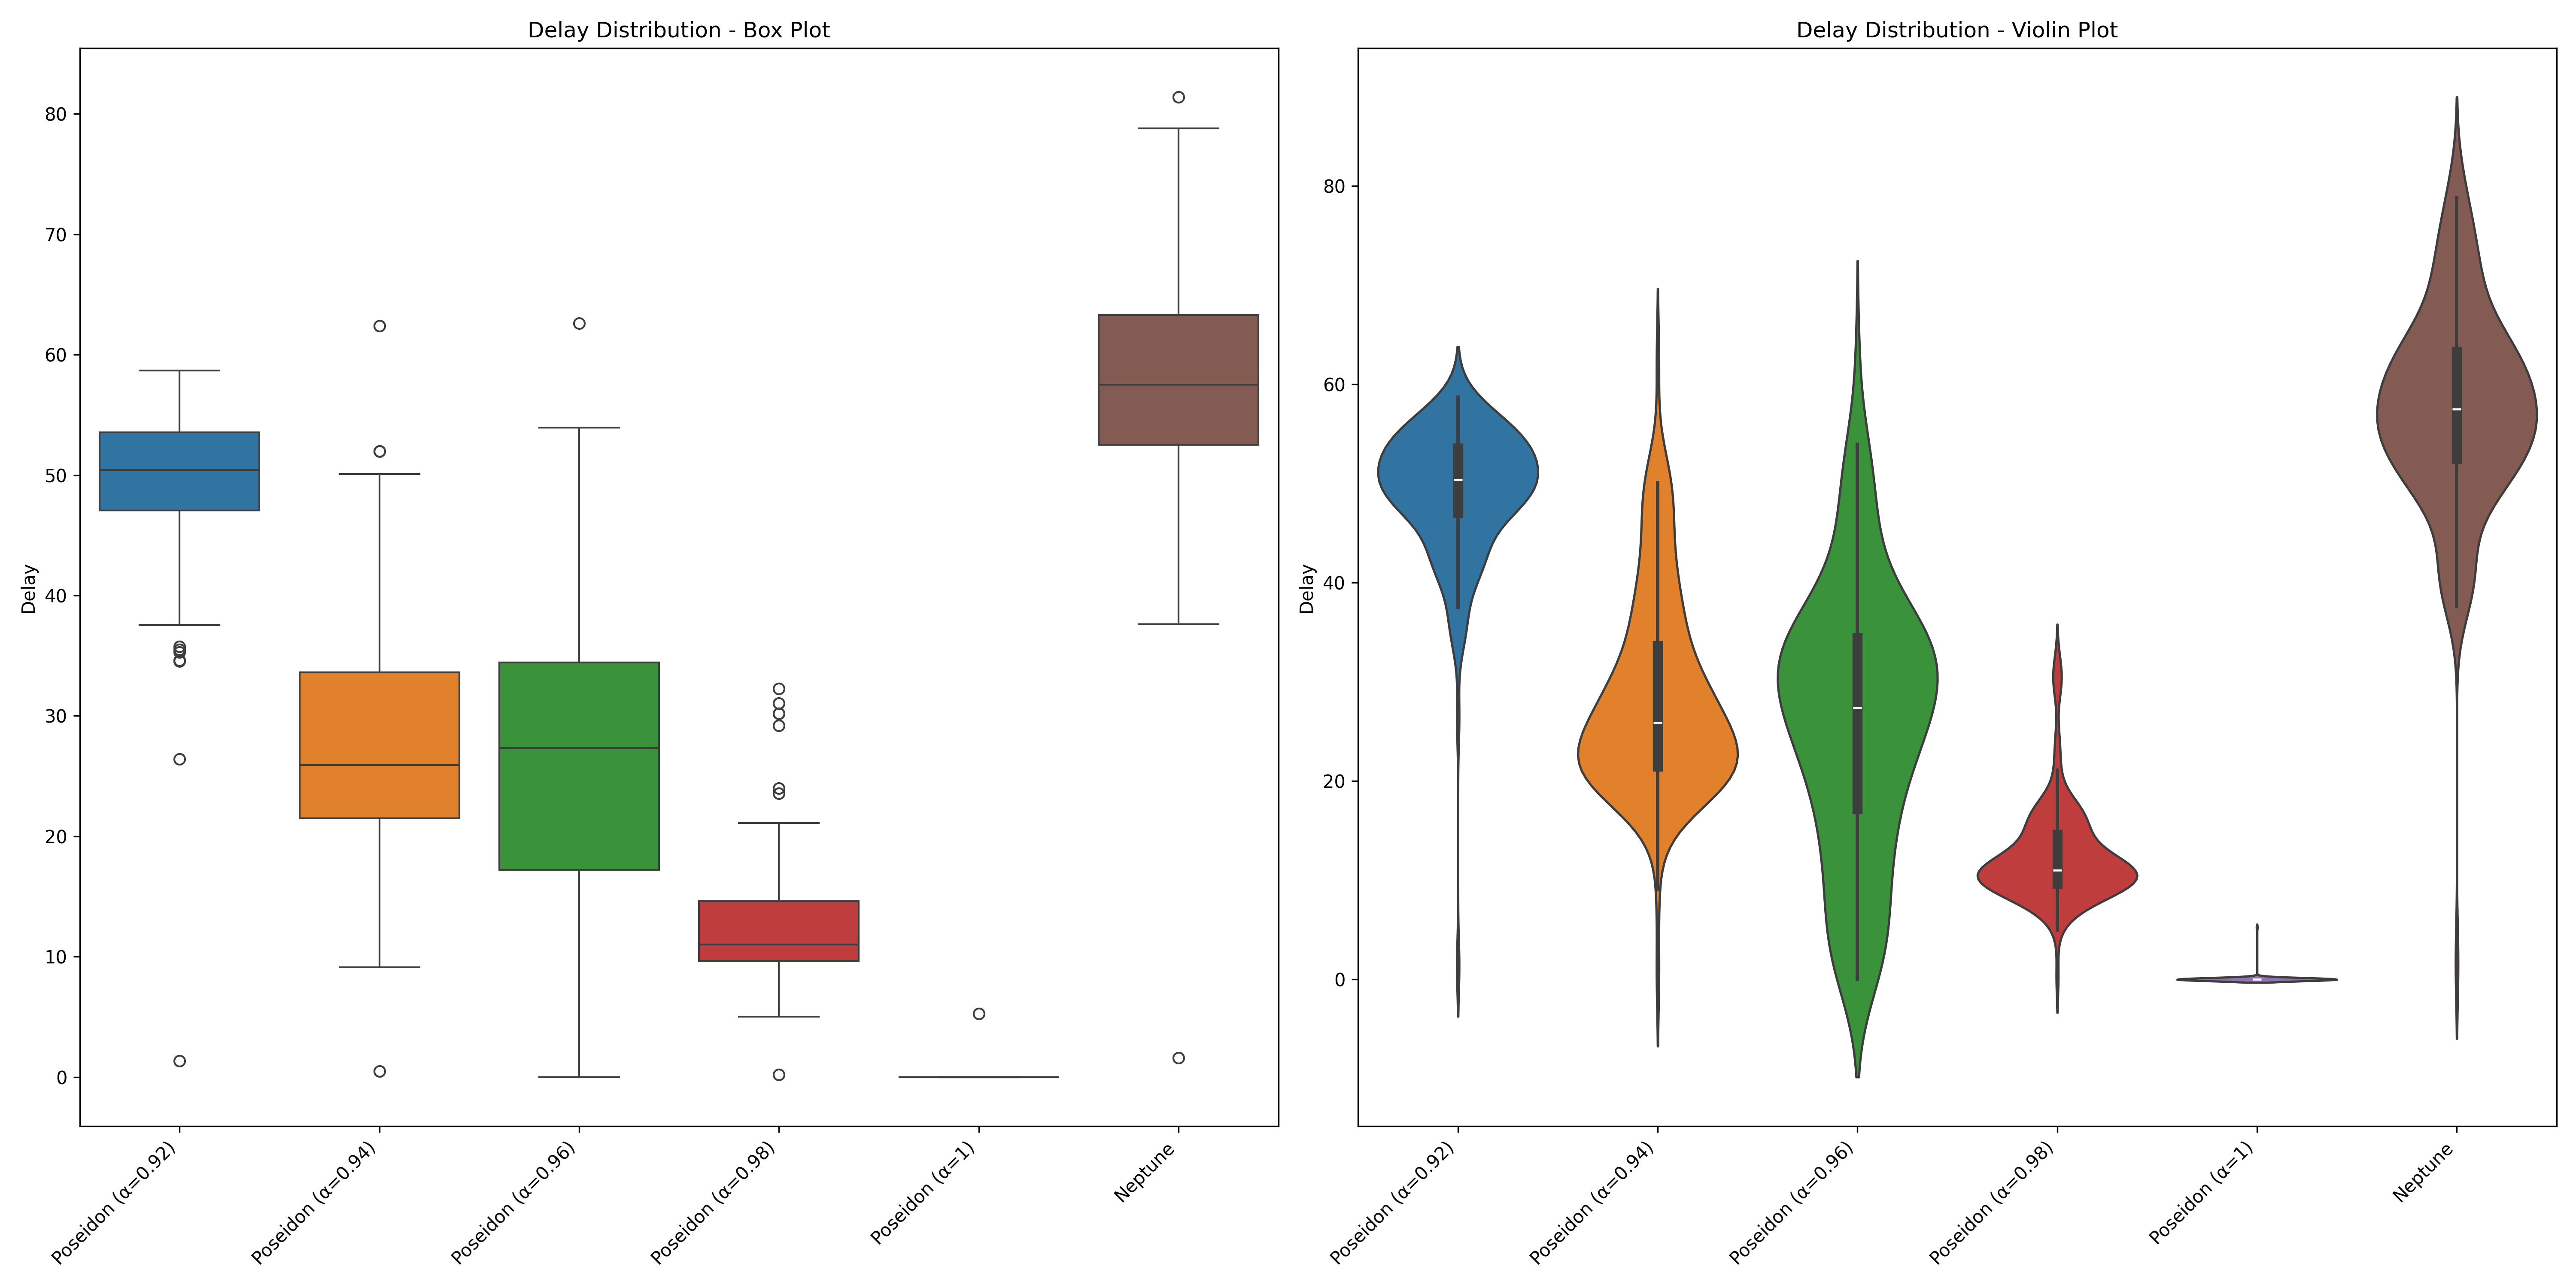 Delay Distribution - Box Plot
Delay
80
70
60
50
40
30
20
10
0
Poseidon (α=0.92)
Poseidon (α=0.94)
Poseidon (α=0.96)
Poseidon (α=0.98)
Poseidon (α=1)
Neptune
Delay Distribution - Violin Plot
Delay
80
60
40
20
0
Poseidon (α=0.92)
Poseidon (α=0.94)
Poseidon (α=0.96)
Poseidon (α=0.98)
Poseidon (α=1)
Neptune